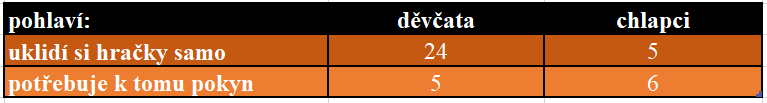 pohlaví: děvčata chlapci
uklidí si hračky samo 24 5
potřebuje k tomu pokyn 5 6